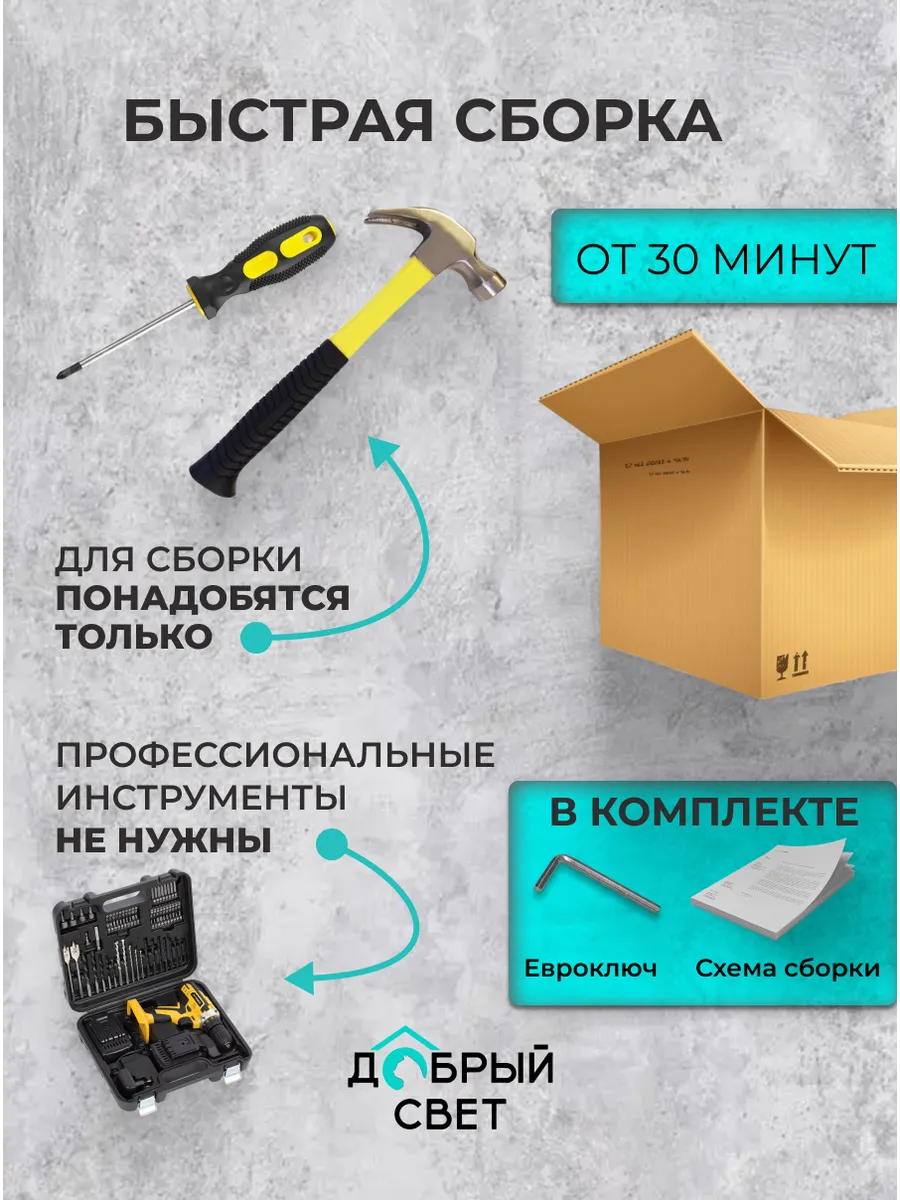 БЫСТРАЯ СБОРКА
ОТ 30 МИНУТ
ДЛЯ СБОРКИ
ПОНАДОБЯТСЯ
ТОЛЬКО
ПРОФЕССИОНАЛЬНЫЕ
ИНСТРУМЕНТЫ
НЕ НУЖНЫ
В КОМПЛЕКТЕ
Евроключ
Схема сборки
ДОБРЫЙ
СВЕТ